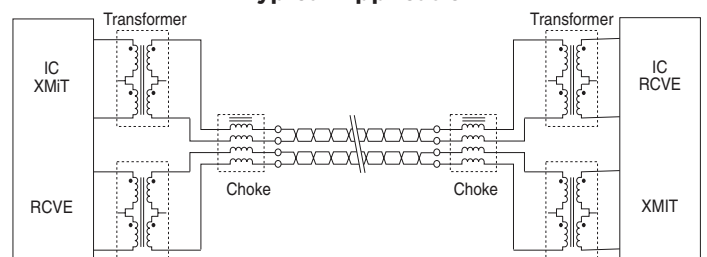 Transformer
Transformer
IC
XMiT
IC
RCVE
Choke
Choke
RCVE
XMIT